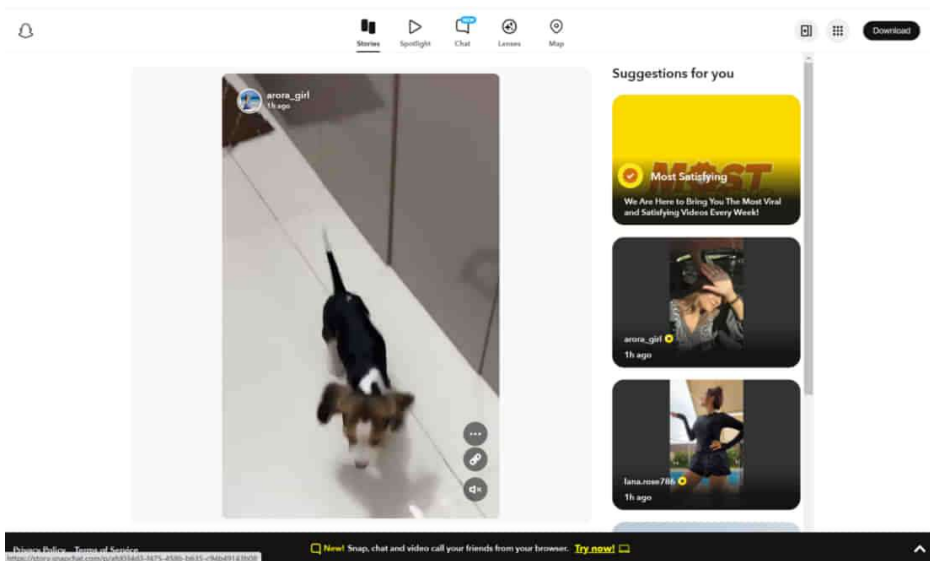 Stories
Spotlight
NEW
Chat
Lenses
Map
Download
arora_girl
1h ago
Suggestions for you
MOST
Most Satisfying
We Are Here to Bring You The Most Viral
and Satisfying Videos Every Week!
arora_girl
1h ago
lana.rose786
1h ago
Privacy Policy Terms of Service
New! Snap, chat and video call your friends from your browser. Try now!